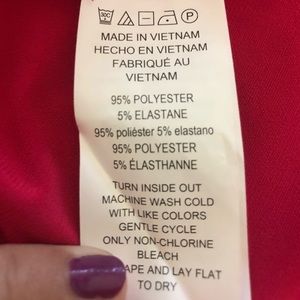 MADE IN VIETNAM
HECHO EN VIETNAM
FABRIQUÉ AU
VIETNAM
95% POLYESTER
5% ELASTANE
95% poliéster 5% elastano
95% POLYESTER
5% ÉLASTHANNE
TURN INSIDE OUT
MACHINE WASH COLD
WITH LIKE COLORS
GENTLE CYCLE
ONLY NON-CHLORINE
BLEACH
AND LAY FLAT
TO DRY